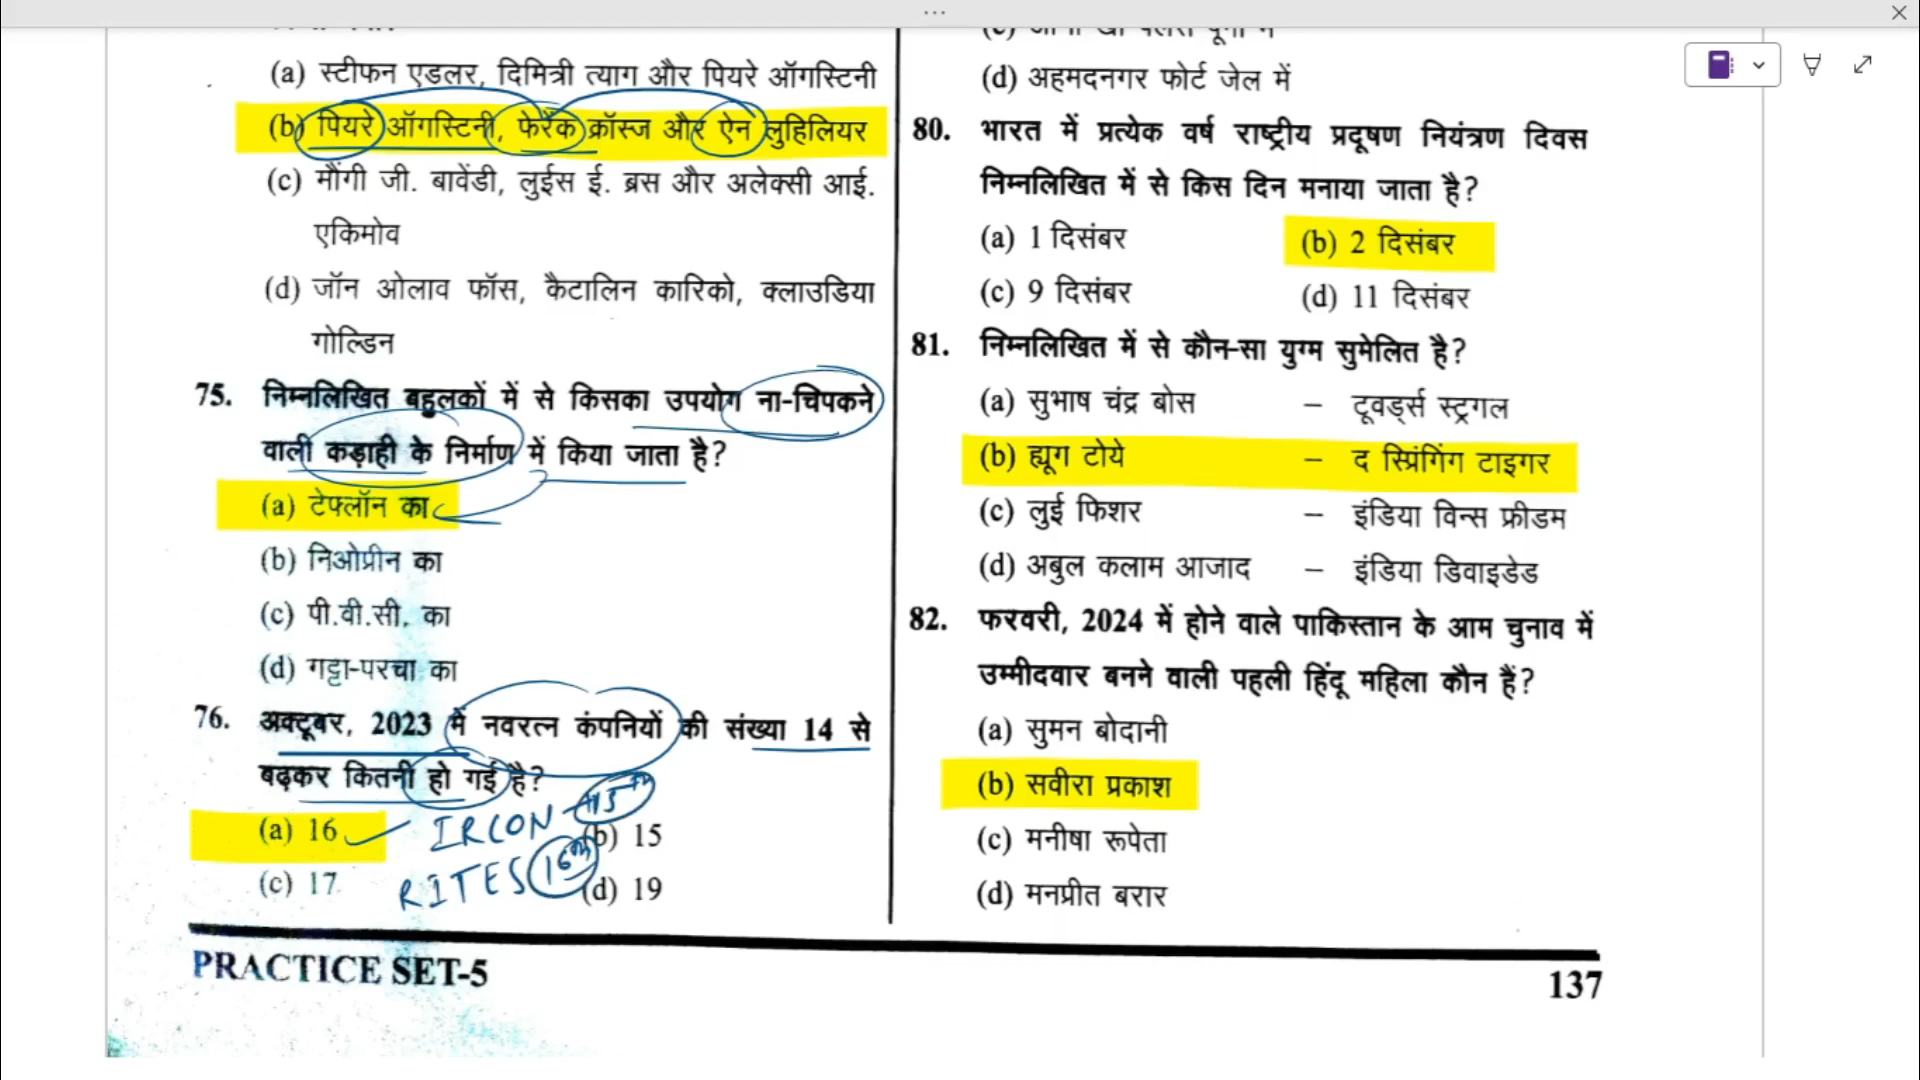 (a) स्टीफन एडलर, दिमित्री त्याग और पियरे ऑगस्टिनी
(b) पियरे ऑगस्टिनी, फेरेंक क्रॉस्ज और ऐन लुहिलियर
(c) मौंगी जी. बावेंडी, लुईस ई. ब्रस और अलेक्सी आई.
एकिमोव
(d) जॉन ओलाव फॉस, कैटालिन कारिको, क्लाउडिया
गोल्डिन
75. निम्नलिखित बहुलकों में से किसका उपयोग ना-चिपकने
वाली कड़ाही के निर्माण में किया जाता है?
(a) टेफ्लॉन का
(b) निओप्रीन का
(c) पी.वी.सी. का
(d) गट्टा-परचा का
76. अक्टूबर, 2023 में नवरत्न कंपनियों की संख्या 14 से
बढ़कर कितनी हो गई है?
(a) 16 (b) 15
IRCON - 15th
(c) 17 (d) 19
RITES 16th
(d) अहमदनगर फोर्ट जेल में
80. भारत में प्रत्येक वर्ष राष्ट्रीय प्रदूषण नियंत्रण दिवस
निम्नलिखित में से किस दिन मनाया जाता है?
(a) 1 दिसंबर (b) 2 दिसंबर
(c) 9 दिसंबर (d) 11 दिसंबर
81. निम्नलिखित में से कौन-सा युग्म सुमेलित है?
(a) सुभाष चंद्र बोस – टूवर्ड्स स्ट्रगल
(b) ह्यूग टोये – द स्प्रिंगिंग टाइगर
(c) लुई फिशर – इंडिया विन्स फ्रीडम
(d) अबुल कलाम आजाद – इंडिया डिवाइडेड
82. फरवरी, 2024 में होने वाले पाकिस्तान के आम चुनाव में
उम्मीदवार बनने वाली पहली हिंदू महिला कौन हैं?
(a) सुमन बोदानी
(b) सवीरा प्रकाश
(c) मनीषा रूपेता
(d) मनप्रीत बरार
PRACTICE SET-5
137